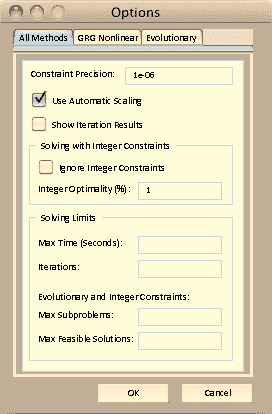 Options
All Methods GRG Nonlinear Evolutionary
Constraint Precision: 1e-06
Use Automatic Scaling
Show Iteration Results
Solving with Integer Constraints
Ignore Integer Constraints
Integer Optimality (%): 1
Solving Limits
Max Time (Seconds):
Iterations:
Evolutionary and Integer Constraints:
Max Subproblems:
Max Feasible Solutions:
OK Cancel